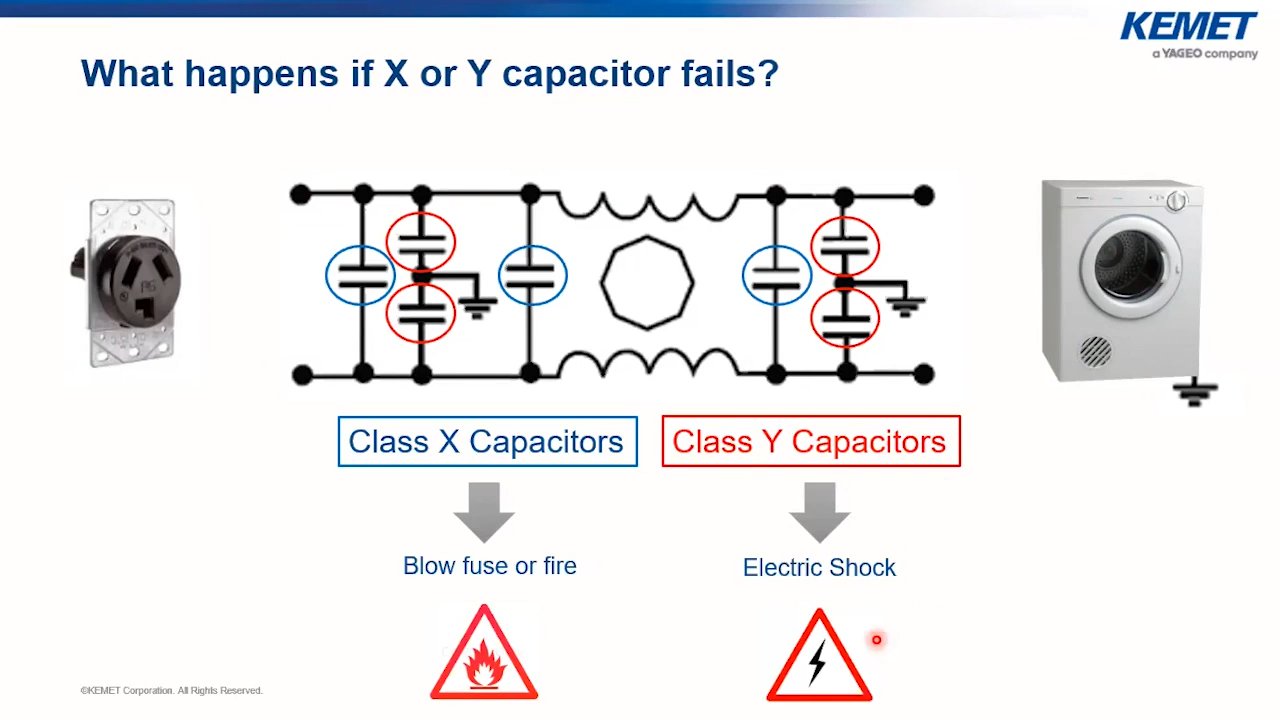 KEMET
a YAGEO company
What happens if X or Y capacitor fails?
Class X Capacitors
Class Y Capacitors
Blow fuse or fire
Electric Shock
©KEMET Corporation. All Rights Reserved.